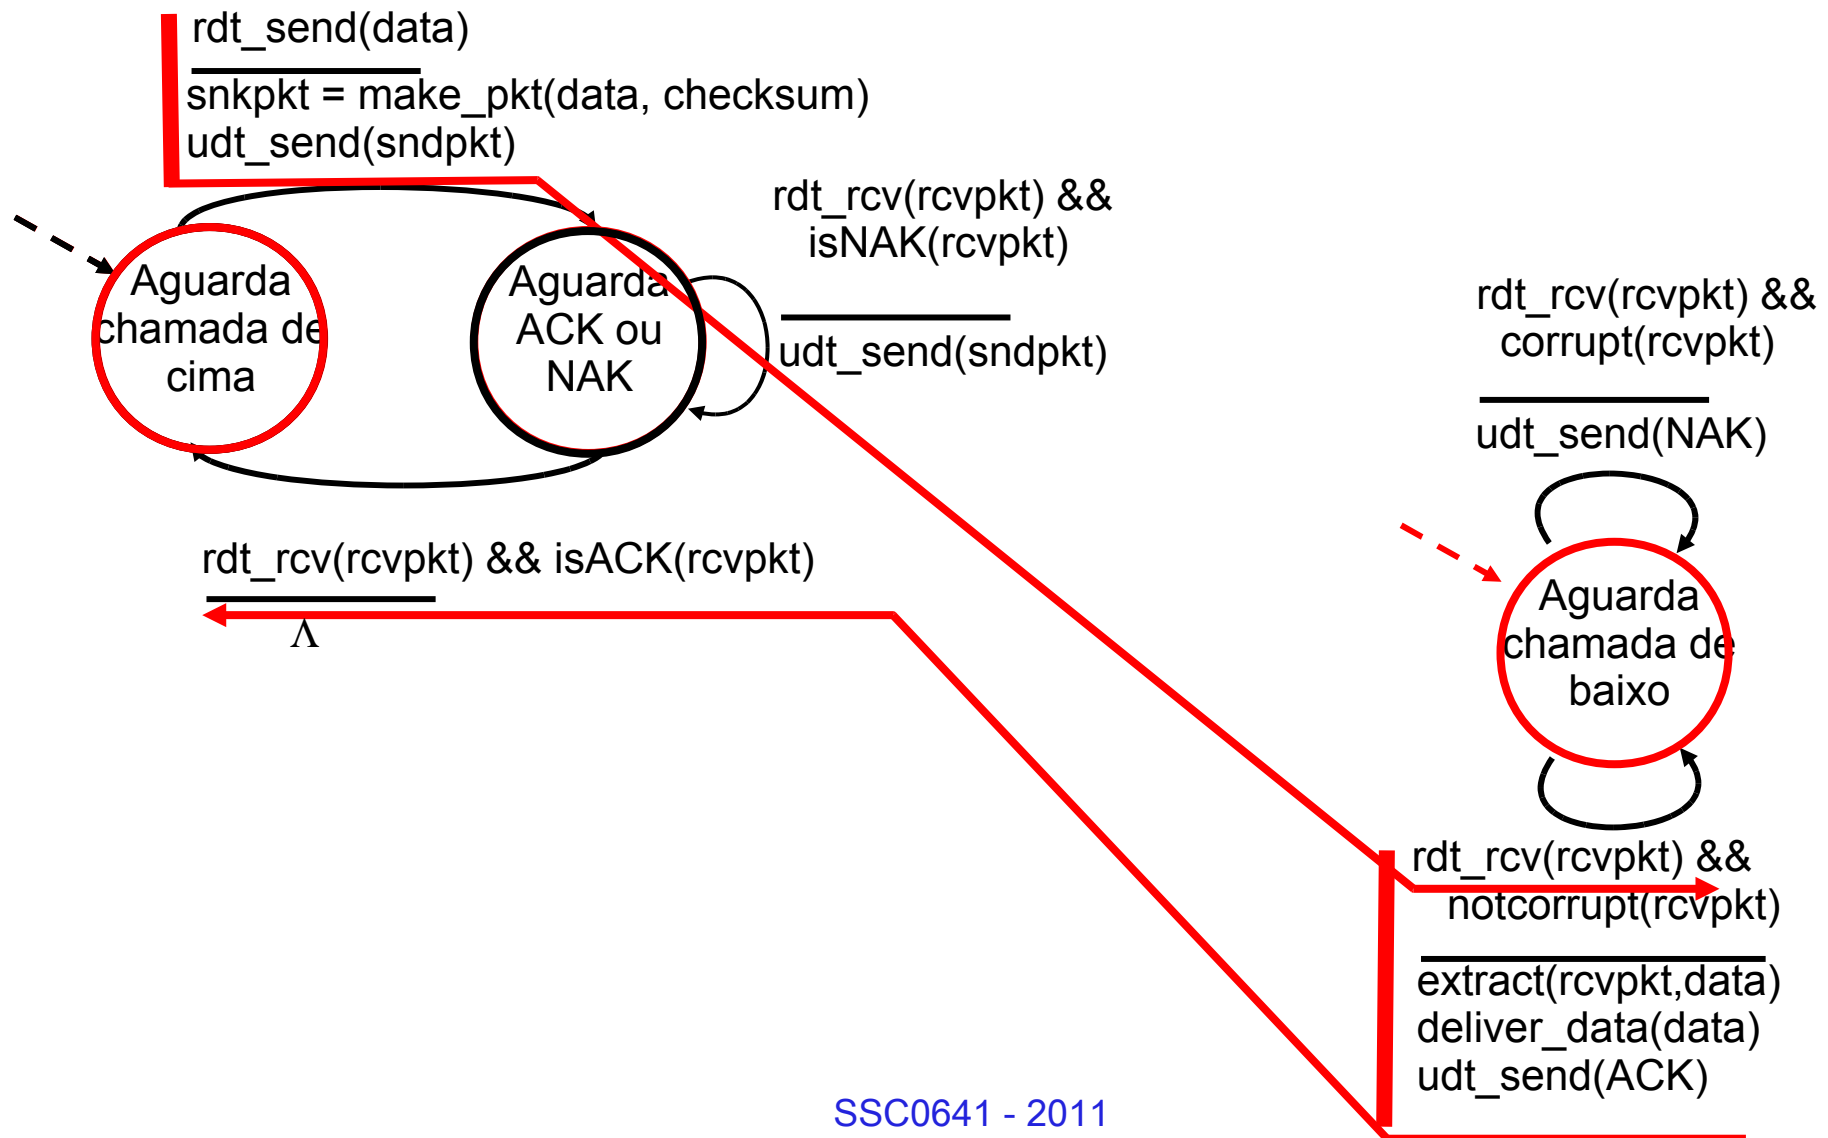 rdt_send(data)
snkpkt = make_pkt(data, checksum)
udt_send(sndpkt)
rdt_rcv(rcvpkt) &&
isNAK(rcvpkt)
udt_send(sndpkt)
Aguarda
chamada de
cima
Aguarda
ACK ou
NAK
rdt_rcv(rcvpkt) && isACK(rcvpkt)
Λ
rdt_rcv(rcvpkt) &&
corrupt(rcvpkt)
udt_send(NAK)
Aguarda
chamada de
baixo
rdt_rcv(rcvpkt) &&
notcorrupt(rcvpkt)
extract(rcvpkt,data)
deliver_data(data)
udt_send(ACK)
SSC0641 - 2011